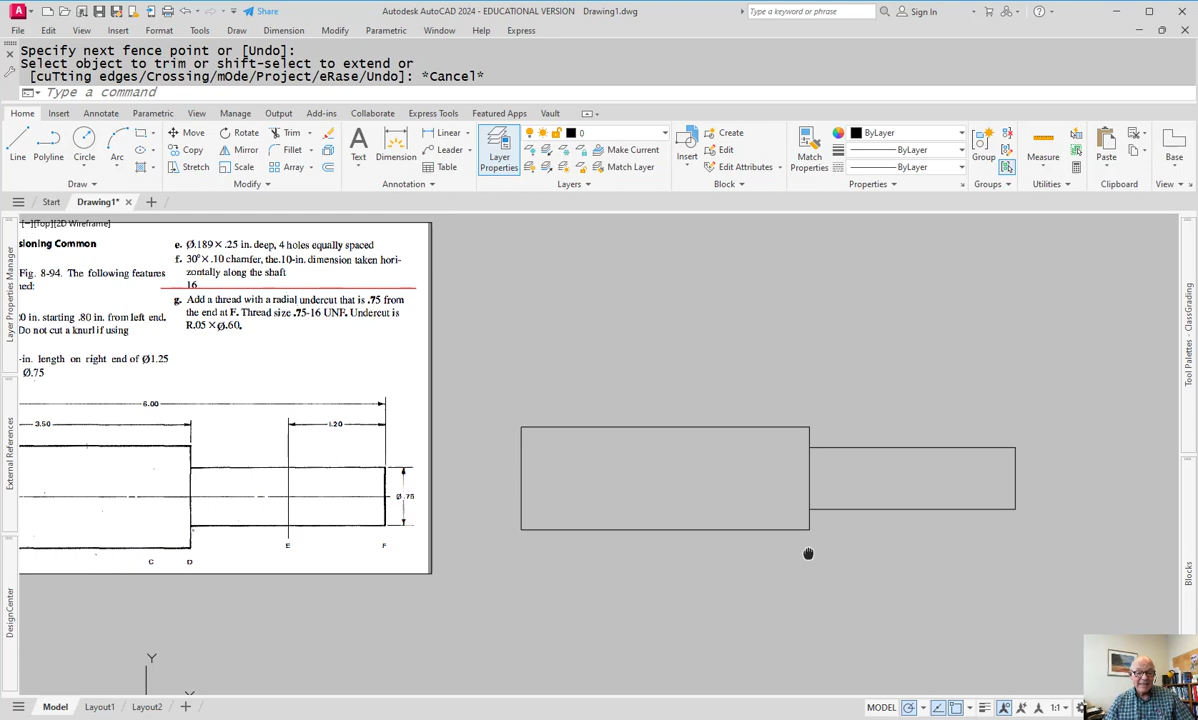 Autodesk AutoCAD 2024 - EDUCATIONAL VERSION Drawing1.dwg
Share
Type a keyword or phrase
Sign In
File Edit View Insert Format Tools Draw Dimension Modify Parametric Window Help Express
Specify next fence point or [Undo]:
Select object to trim or shift-select to extend or
[cuTting edges/Crossing/mOde/Project/eRase/Undo]: *Cancel*
Type a command
Home Insert Annotate Parametric View Manage Output Add-ins Collaborate Express Tools Featured Apps Vault
Line Polyline Circle Arc
Move Rotate Trim
Copy Mirror Fillet
Stretch Scale Array
Text Dimension
Linear
Leader
Table
Layer Properties
0
Make Current
Match Layer
Insert
Create
Edit
Edit Attributes
Match Properties
ByLayer
ByLayer
ByLayer
Group Measure Paste Base
Draw Modify Annotation Layers Block Properties Groups Utilities Clipboard View
Start Drawing1*
[−][Top][2D Wireframe]
sioning Common
Fig. 8-94. The following features
ned:
0 in. starting .80 in. from left end.
Do not cut a knurl if using
-in. length on right end of Ø1.25
Ø.75
e. Ø.189 × .25 in. deep, 4 holes equally spaced
f. 30° × .10 chamfer, the.10-in. dimension taken hori-
zontally along the shaft
16
g. Add a thread with a radial undercut that is .75 from
the end at F. Thread size .75-16 UNF. Undercut is
R.05 × Ø.60.
6.00
3.50
1.20
Ø.75
E
F
C
D
Y
Layer Properties Manager
External References
DesignCenter
Tool Palettes - ClassGrading
Blocks
Model Layout1 Layout2
MODEL
1:1